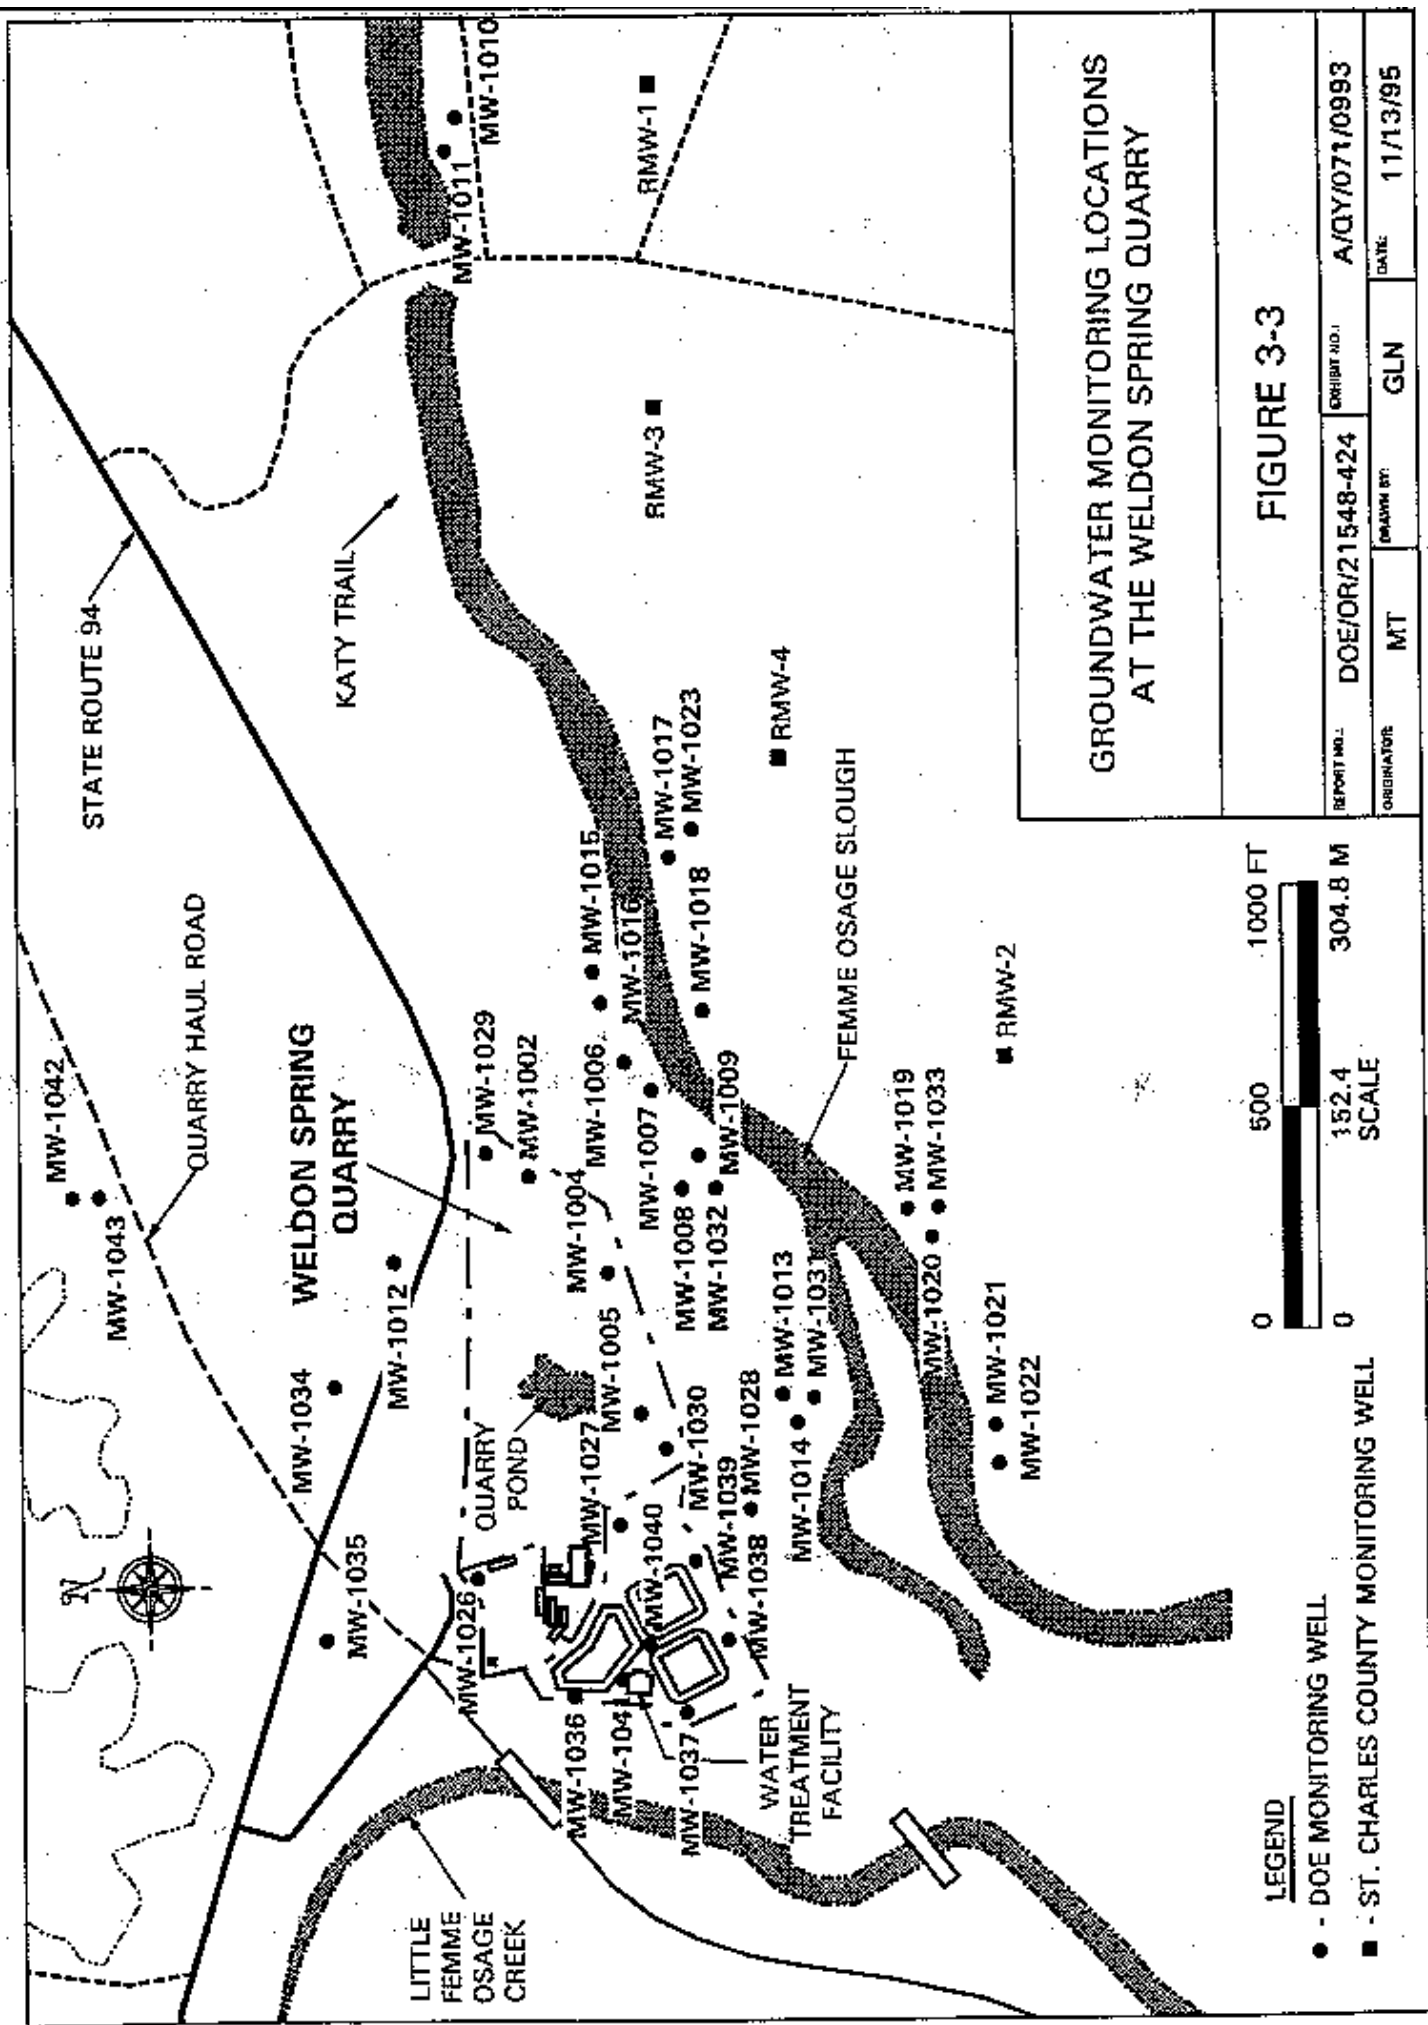 N
MW-1042
MW-1043
STATE ROUTE 94
QUARRY HAUL ROAD
KATY TRAIL
WELDON SPRING
QUARRY
MW-1034
MW-1035
MW-1012
MW-1029
MW-1002
MW-1004
MW-1005
MW-1006
MW-1007
MW-1008
MW-1032
MW-1009
MW-1015
MW-1016
MW-1017
MW-1023
MW-1018
MW-1011
MW-1010
RMW-1
RMW-3
RMW-4
RMW-2
FEMME OSAGE SLOUGH
MW-1019
MW-1033
MW-1020
MW-1021
MW-1022
MW-1013
MW-1031
MW-1014
MW-1028
MW-1030
MW-1039
MW-1038
MW-1040
MW-1027
QUARRY
POND
MW-1026
MW-1036
MW-104
MW-1037
WATER
TREATMENT
FACILITY
LITTLE
FEMME
OSAGE
CREEK
LEGEND
● - DOE MONITORING WELL
■ - ST. CHARLES COUNTY MONITORING WELL
0 500 1000 FT
0 152.4 304.8 M
SCALE
GROUNDWATER MONITORING LOCATIONS
AT THE WELDON SPRING QUARRY
FIGURE 3-3
REPORT NO.: DOE/OR/21548-424
EXHIBIT NO.: A/QY/071/0993
ORIGINATOR: MT
DRAWN BY: GLN
DATE: 11/13/95